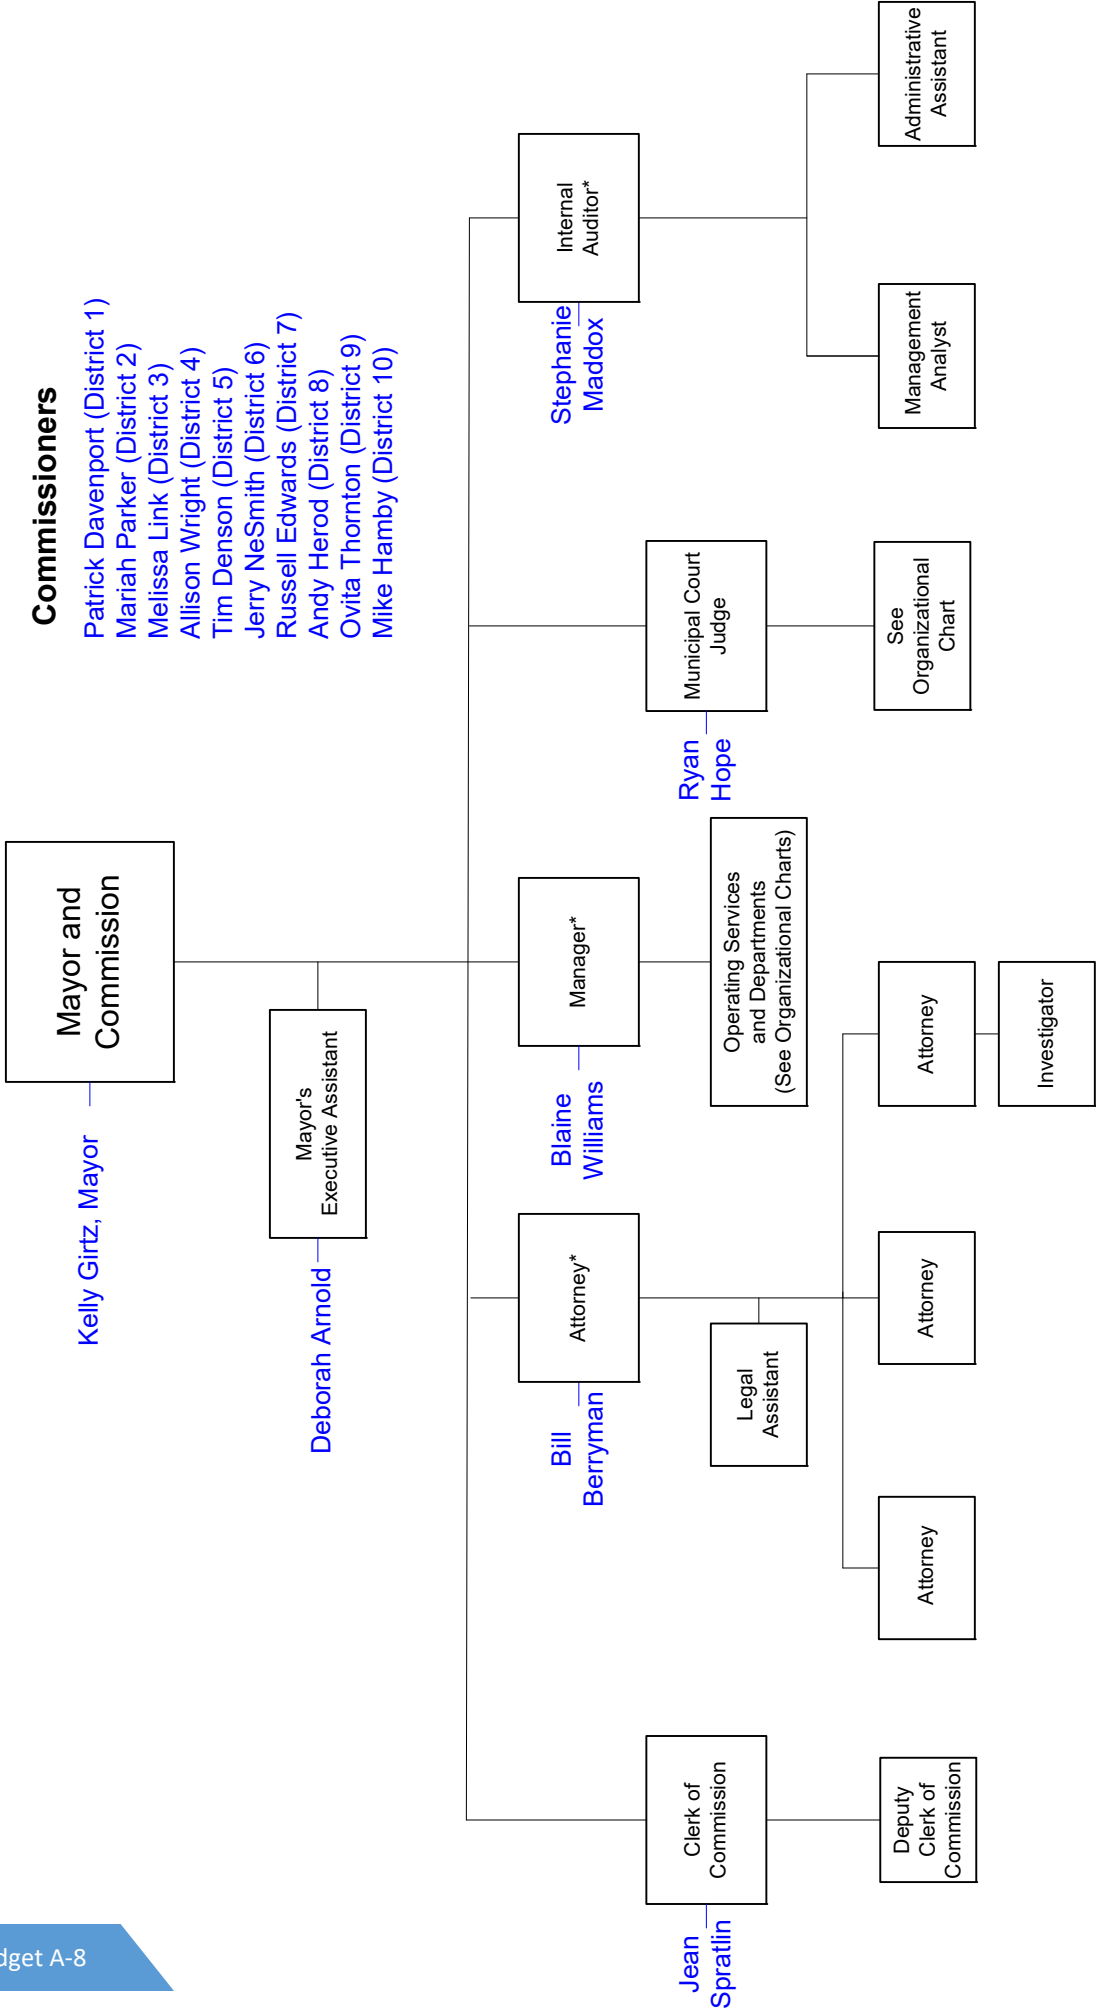 Mayor and
Commission
Kelly Girtz, Mayor
Commissioners
Patrick Davenport (District 1)
Mariah Parker (District 2)
Melissa Link (District 3)
Allison Wright (District 4)
Tim Denson (District 5)
Jerry NeSmith (District 6)
Russell Edwards (District 7)
Andy Herod (District 8)
Ovita Thornton (District 9)
Mike Hamby (District 10)
Mayor's
Executive Assistant
Deborah Arnold
Jean
Spratlin
Clerk of
Commission
Deputy
Clerk of
Commission
Bill
Berryman
Attorney*
Legal
Assistant
Attorney
Attorney
Attorney
Investigator
Blaine
Williams
Manager*
Operating Services
and Departments
(See Organizational Charts)
Ryan
Hope
Municipal Court
Judge
See
Organizational
Chart
Stephanie
Maddox
Internal
Auditor*
Management
Analyst
Administrative
Assistant
A-8